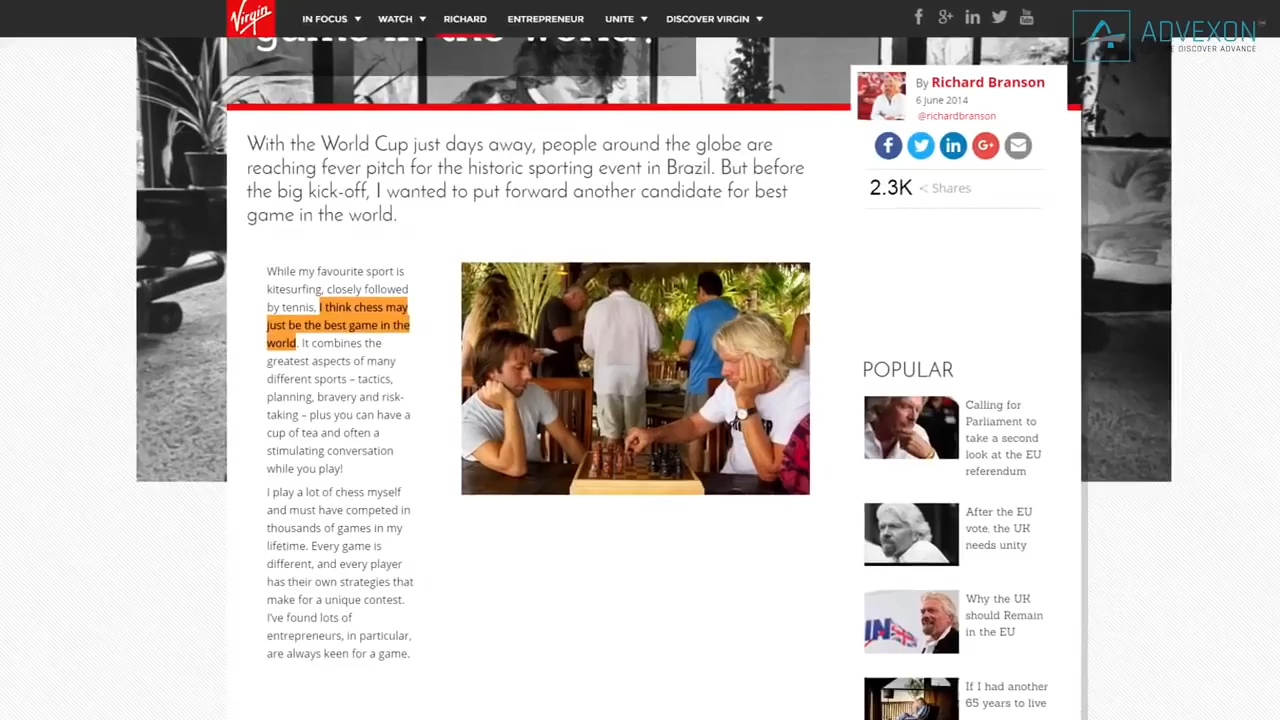 Virgin
IN FOCUS
WATCH
RICHARD
ENTREPRENEUR
UNITE
DISCOVER VIRGIN
ADVEXON
DISCOVER ADVANCE
game in the world?
By Richard Branson
6 June 2014
@richardbranson
2.3K Shares
With the World Cup just days away, people around the globe are
reaching fever pitch for the historic sporting event in Brazil. But before
the big kick-off, I wanted to put forward another candidate for best
game in the world.
While my favourite sport is
kitesurfing, closely followed
by tennis, I think chess may
just be the best game in the
world. It combines the
greatest aspects of many
different sports – tactics,
planning, bravery and risk-
taking – plus you can have a
cup of tea and often a
stimulating conversation
while you play!
I play a lot of chess myself
and must have competed in
thousands of games in my
lifetime. Every game is
different, and every player
has their own strategies that
make for a unique contest.
I've found lots of
entrepreneurs, in particular,
are always keen for a game.
POPULAR
Calling for
Parliament to
take a second
look at the EU
referendum
After the EU
vote, the UK
needs unity
IN
Why the UK
should Remain
in the EU
If I had another
65 years to live